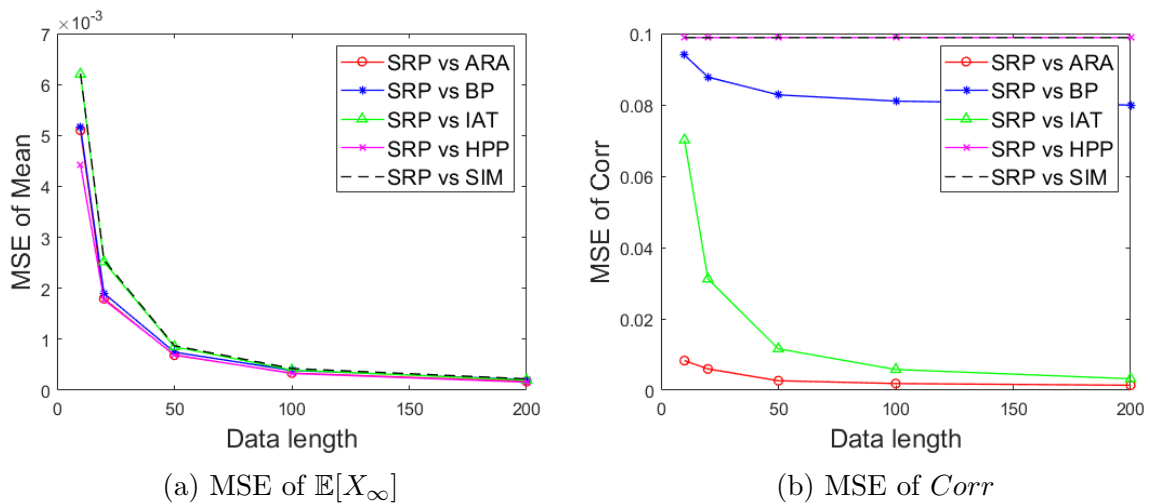 ×10⁻³
7
6
5
4
3
2
1
0
MSE of Mean
SRP vs ARA
SRP vs BP
SRP vs IAT
SRP vs HPP
SRP vs SIM
0 50 100 150 200
Data length
(a) MSE of 𝔼[X∞]
0.1
0.08
0.06
0.04
0.02
0
MSE of Corr
SRP vs ARA
SRP vs BP
SRP vs IAT
SRP vs HPP
SRP vs SIM
0 50 100 150 200
Data length
(b) MSE of Corr